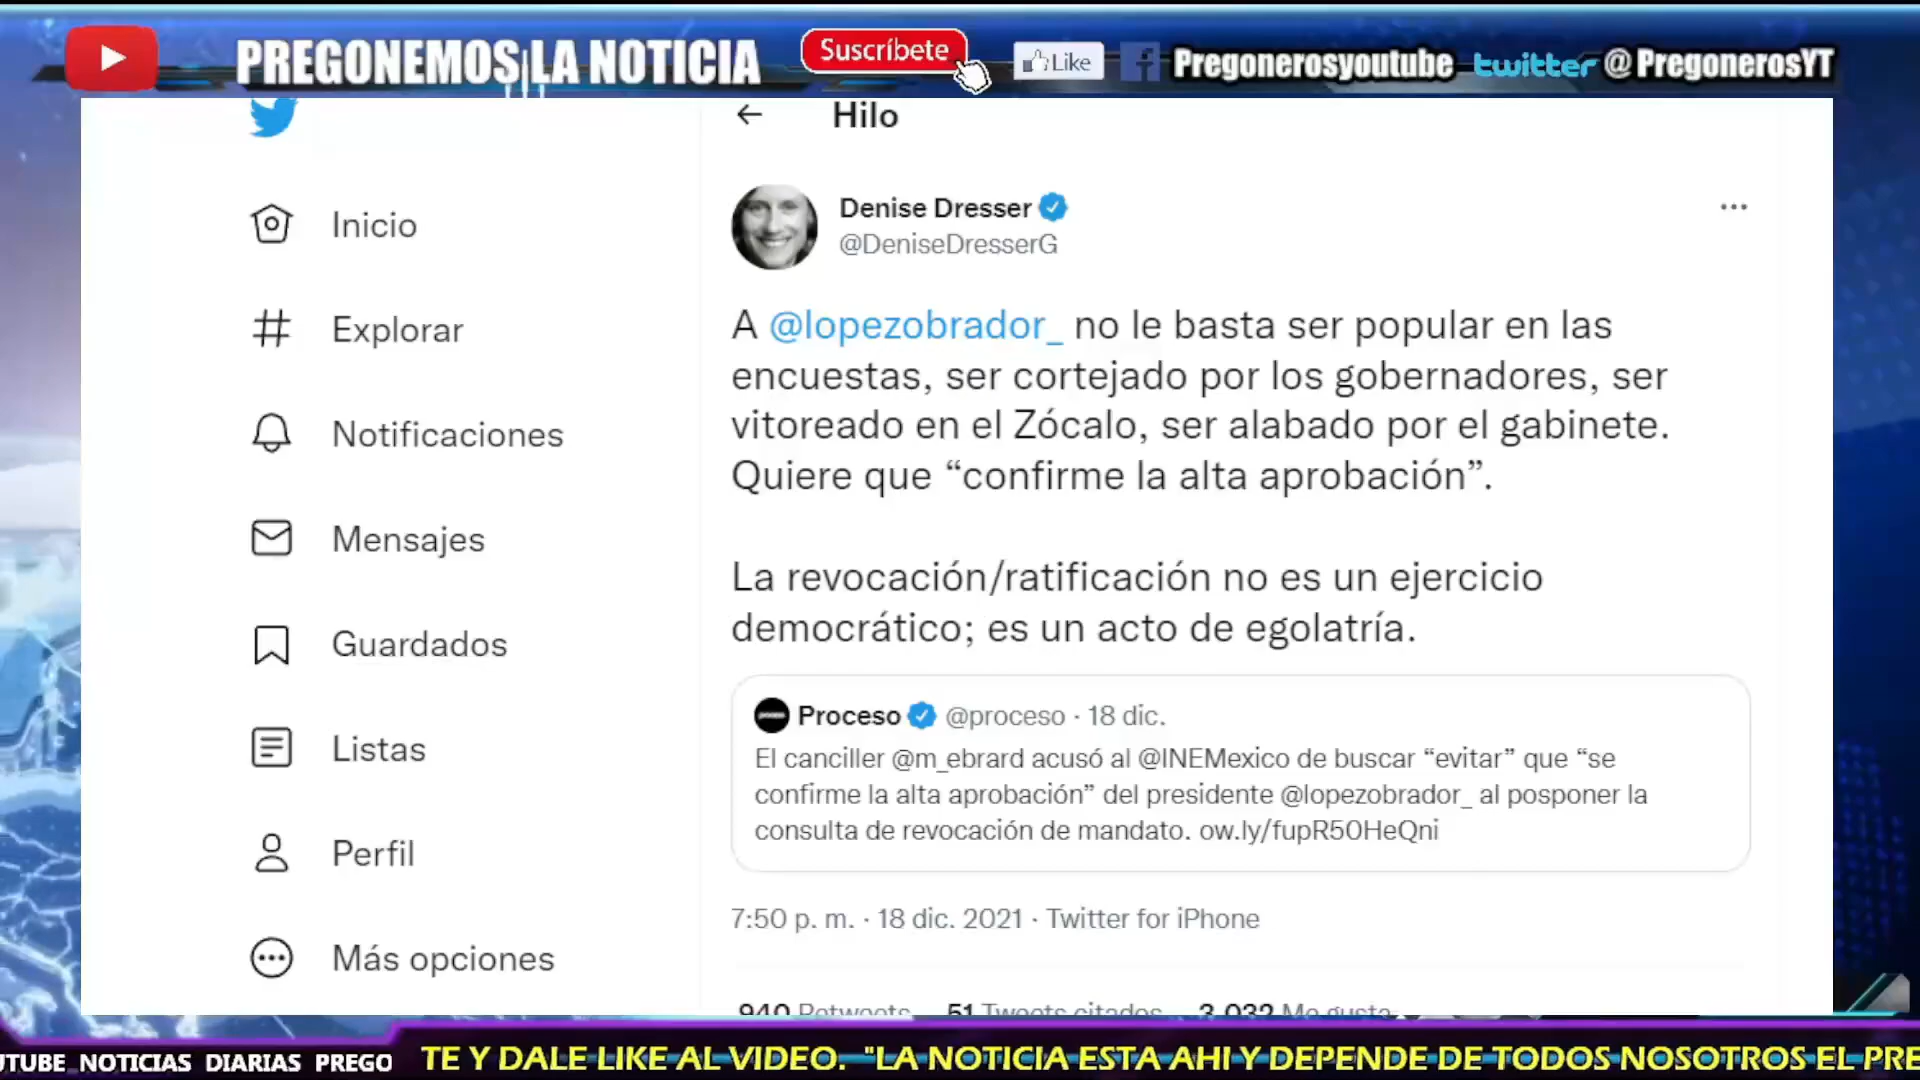 PREGONEMOS LA NOTICIA
Suscríbete
Like
Pregonerosyoutube
twitter @PregonerosYT
Hilo
Inicio
Explorar
Notificaciones
Mensajes
Guardados
Listas
Perfil
Más opciones
Denise Dresser
@DeniseDresserG
A @lopezobrador_ no le basta ser popular en las
encuestas, ser cortejado por los gobernadores, ser
vitoreado en el Zócalo, ser alabado por el gabinete.
Quiere que “confirme la alta aprobación”.
La revocación/ratificación no es un ejercicio
democrático; es un acto de egolatría.
Proceso @proceso · 18 dic.
El canciller @m_ebrard acusó al @INEMexico de buscar “evitar” que “se
confirme la alta aprobación” del presidente @lopezobrador_ al posponer la
consulta de revocación de mandato. ow.ly/fupR50HeQni
7:50 p. m. · 18 dic. 2021 · Twitter for iPhone
940 Retweets 51 Tweets citados 3,032 Me gusta
UTUBE NOTICIAS DIARIAS PREGO
TE Y DALE LIKE AL VIDEO. "LA NOTICIA ESTA AHI Y DEPENDE DE TODOS NOSOTROS EL PRE